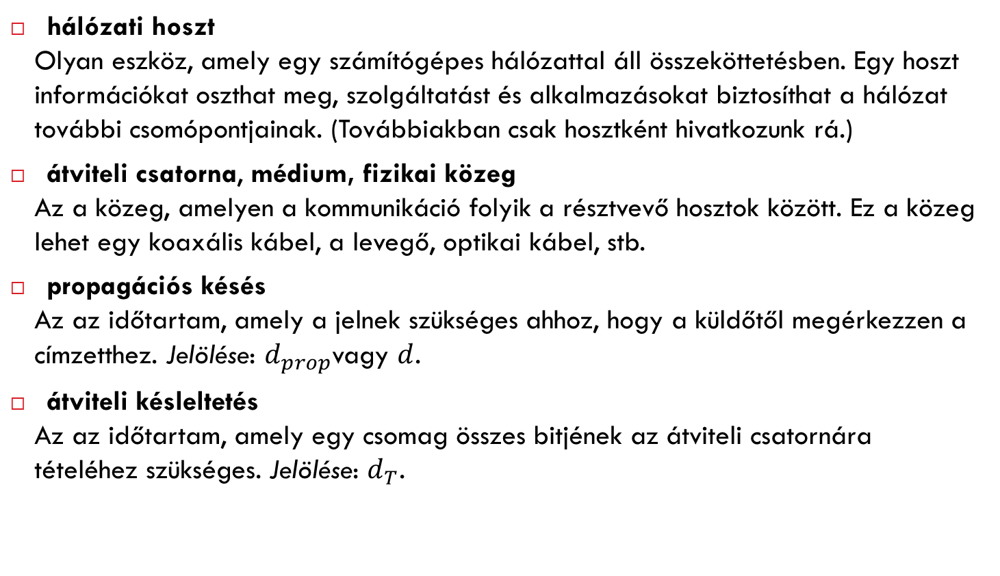 hálózati hoszt
Olyan eszköz, amely egy számítógépes hálózattal áll összeköttetésben. Egy hoszt
információkat oszthat meg, szolgáltatást és alkalmazásokat biztosíthat a hálózat
további csomópontjainak. (Továbbiakban csak hosztként hivatkozunk rá.)
átviteli csatorna, médium, fizikai közeg
Az a közeg, amelyen a kommunikáció folyik a résztvevő hosztok között. Ez a közeg
lehet egy koaxális kábel, a levegő, optikai kábel, stb.
propagációs késés
Az az időtartam, amely a jelnek szükséges ahhoz, hogy a küldőtől megérkezzen a
címzetthez. Jelölése: d_prop vagy d.
átviteli késleltetés
Az az időtartam, amely egy csomag összes bitjének az átviteli csatornára
tételéhez szükséges. Jelölése: d_T.